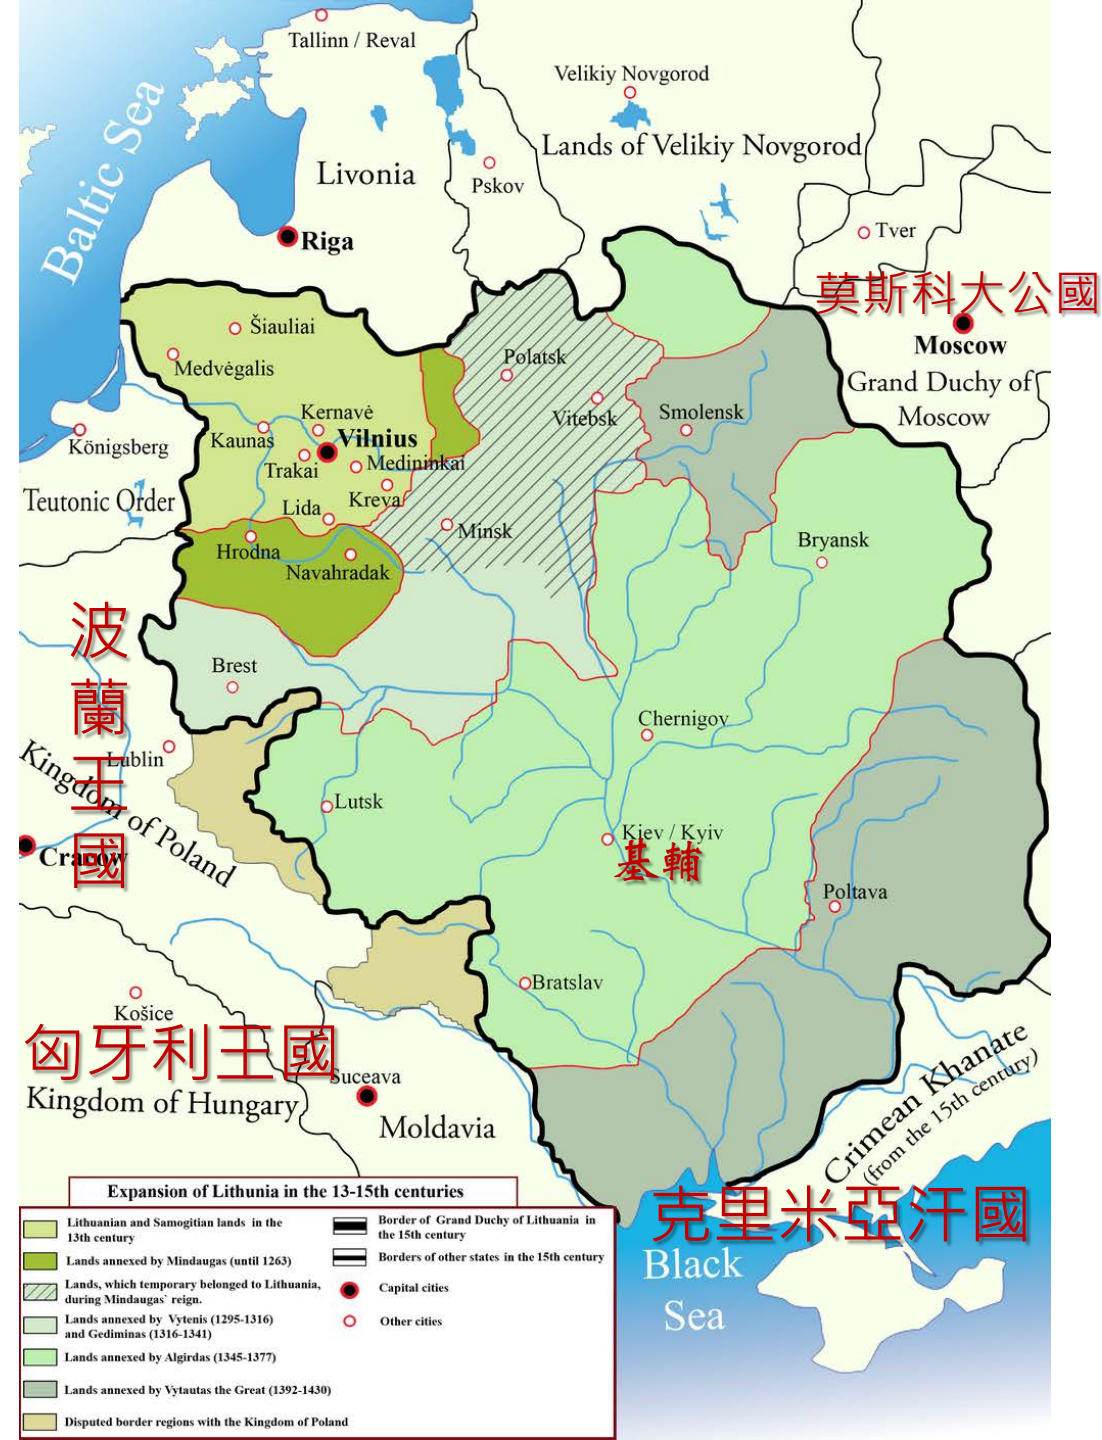 Tallinn / Reval
Velikiy Novgorod
Baltic Sea
Lands of Velikiy Novgorod
Livonia
Pskov
Riga
Tver
莫斯科大公國
Šiauliai
Moscow
Medvėgalis
Polatsk
Grand Duchy of
Moscow
Kernavė
Vitebsk
Smolensk
Königsberg
Kaunas
Vilnius
Trakai
Medininkai
Teutonic Order
Kreva
Lida
Minsk
Hrodna
Bryansk
Navahradak
波蘭王國
Brest
Chernigov
Lublin
Kingdom of Poland
Lutsk
Kiev / Kyiv
基輔
Cracow
Poltava
Bratslav
Košice
匈牙利王國
Suceava
Kingdom of Hungary
Moldavia
Crimean Khanate
(from the 15th century)
克里米亞汗國
Black
Sea
Expansion of Lithunia in the 13-15th centuries
Lithuanian and Samogitian lands in the
13th century
Lands annexed by Mindaugas (until 1263)
Lands, which temporary belonged to Lithuania,
during Mindaugas` reign.
Lands annexed by Vytenis (1295-1316)
and Gediminas (1316-1341)
Lands annexed by Algirdas (1345-1377)
Lands annexed by Vytautas the Great (1392-1430)
Disputed border regions with the Kingdom of Poland
Border of Grand Duchy of Lithuania in
the 15th century
Borders of other states in the 15th century
Capital cities
Other cities